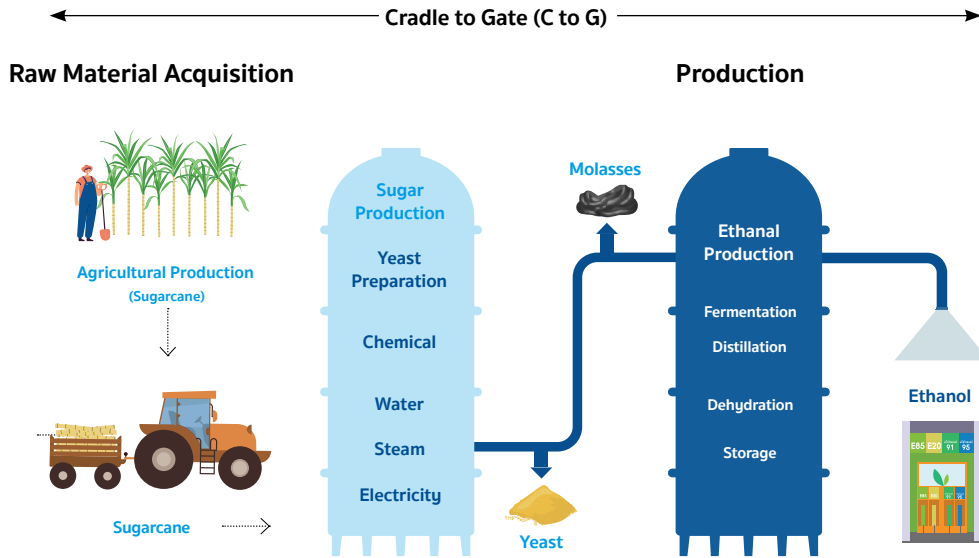 Cradle to Gate (C to G)
Raw Material Acquisition
Production
Agricultural Production
(Sugarcane)
Sugarcane
Sugar
Production
Yeast
Preparation
Chemical
Water
Steam
Electricity
Molasses
Yeast
Ethanal
Production
Fermentation
Distillation
Dehydration
Storage
Ethanol
E85
E20
91
95